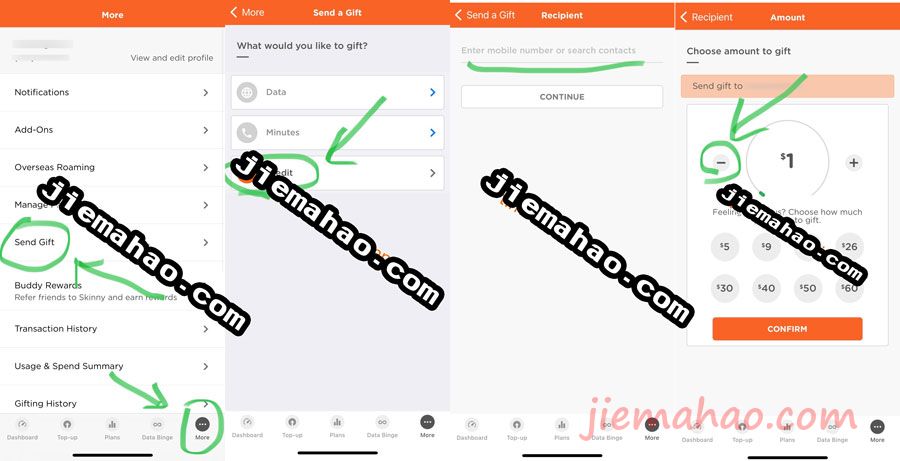 More
View and edit profile
Notifications
Add-Ons
Overseas Roaming
Manage
Send Gift
Buddy Rewards
Refer friends to Skinny and earn rewards
Transaction History
Usage & Spend Summary
Gifting History
Dashboard
Top-up
Plans
Data Binge
More
jiemahao.com
More
Send a Gift
What would you like to gift?
Data
Minutes
edit
jiemahao.com
Dashboard
Top-up
Plans
Data Binge
More
Send a Gift
Recipient
Enter mobile number or search contacts
CONTINUE
jiemahao.com
Dashboard
Top-up
Plans
Data Binge
More
Recipient
Amount
Choose amount to gift
Send gift to
$1
Feeling us? Choose how much
to gift.
jiemahao.com
$5
$9
$26
$30
$40
$50
$60
CONFIRM
jiemahao.com
Dashboard
Top-up
Plans
Data Binge
More